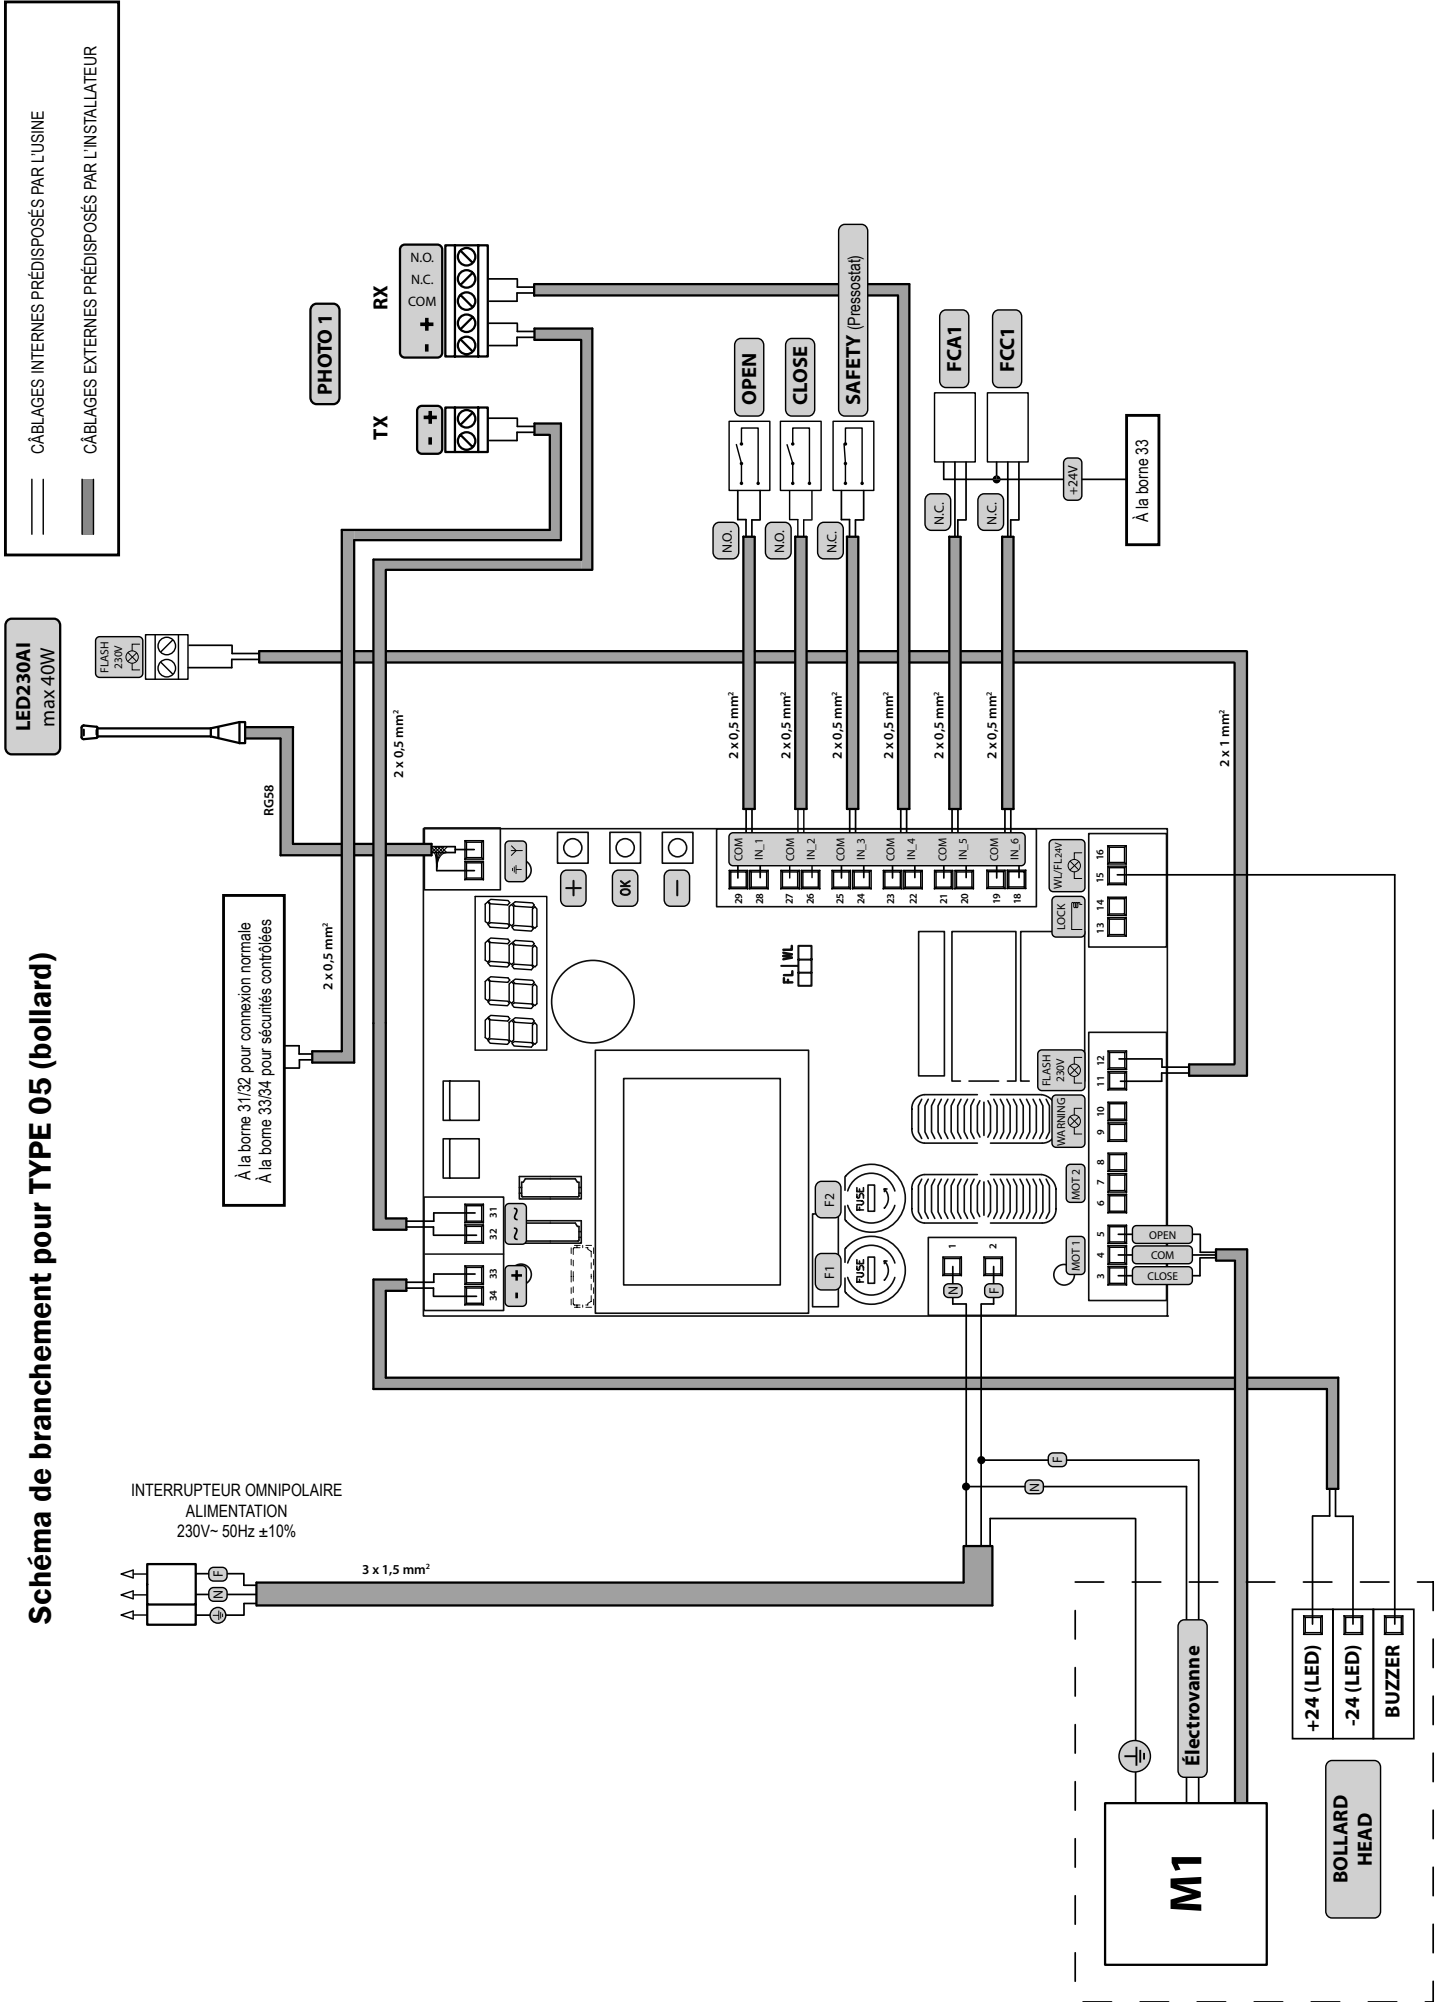 Schéma de branchement pour TYPE 05 (bollard)
CÂBLAGES INTERNES PRÉDISPOSÉS PAR L'USINE
CÂBLAGES EXTERNES PRÉDISPOSÉS PAR L'INSTALLATEUR
LED230AI
max 40W
FLASH
230V
RG58
PHOTO 1
TX
- +
RX
- + COM N.C. N.O.
À la borne 31/32 pour connexion normale
À la borne 33/34 pour sécurités contrôlées
2 x 0,5 mm²
2 x 0,5 mm²
INTERRUPTEUR OMNIPOLAIRE
ALIMENTATION
230V~ 50Hz ±10%
F
N
3 x 1,5 mm²
34 33 32 31
- +
~ ~
Y
+
OK
-
FL WL
29 COM
28 IN_1
27 COM
26 IN_2
25 COM
24 IN_3
23 COM
22 IN_4
21 COM
20 IN_5
19 COM
18 IN_6
2 x 0,5 mm²
2 x 0,5 mm²
2 x 0,5 mm²
2 x 0,5 mm²
2 x 0,5 mm²
2 x 0,5 mm²
N.O.
OPEN
N.O.
CLOSE
N.C.
SAFETY (Pressostat)
N.C.
FCA1
N.C.
FCC1
+24V
À la borne 33
F1
F2
FUSE
FUSE
1
2
N
F
MOT 1
MOT 2
WARNING
FLASH
230V
LOCK
WL/FL24V
3 4 5 6 7 8 9 10 11 12 13 14 15 16
CLOSE
COM
OPEN
2 x 1 mm²
N
F
Électrovanne
M1
+24 (LED)
-24 (LED)
BUZZER
BOLLARD
HEAD